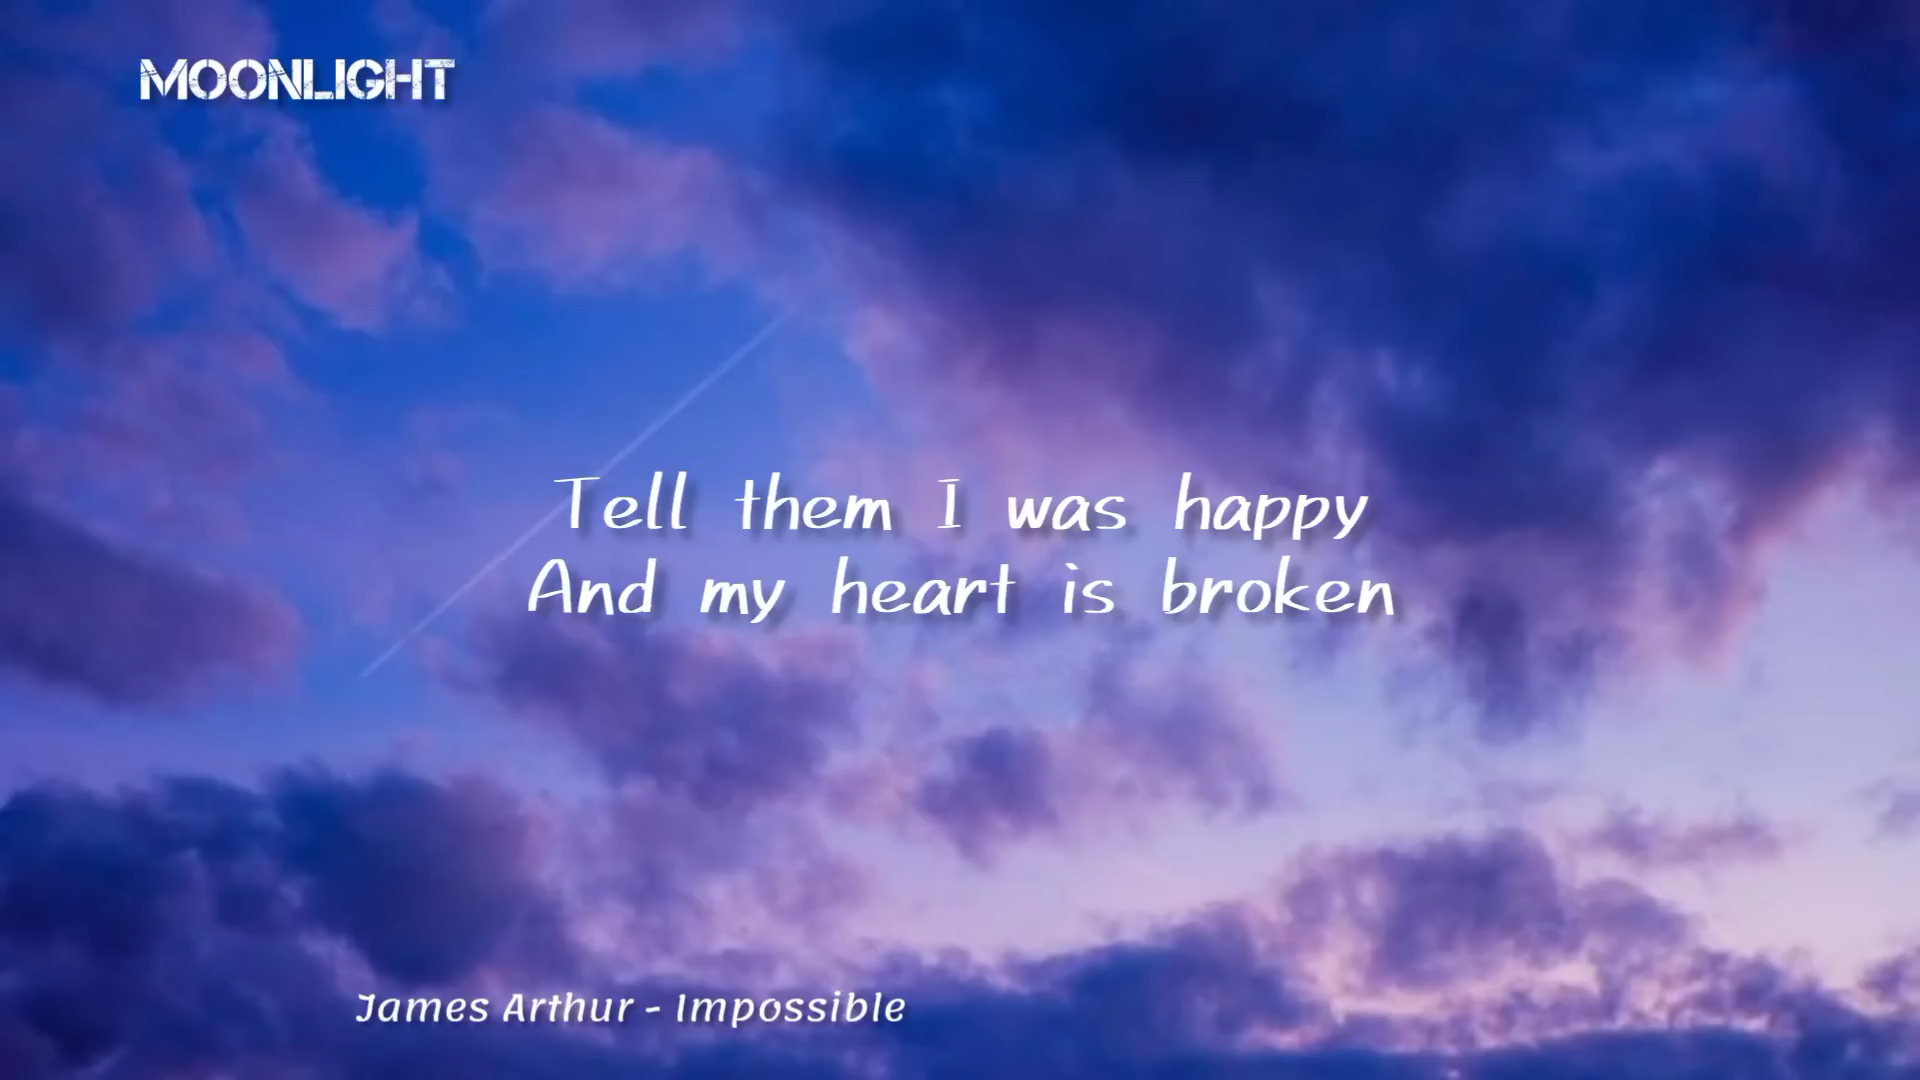 MOONLIGHT
Tell them I was happy
And my heart is broken
James Arthur - Impossible